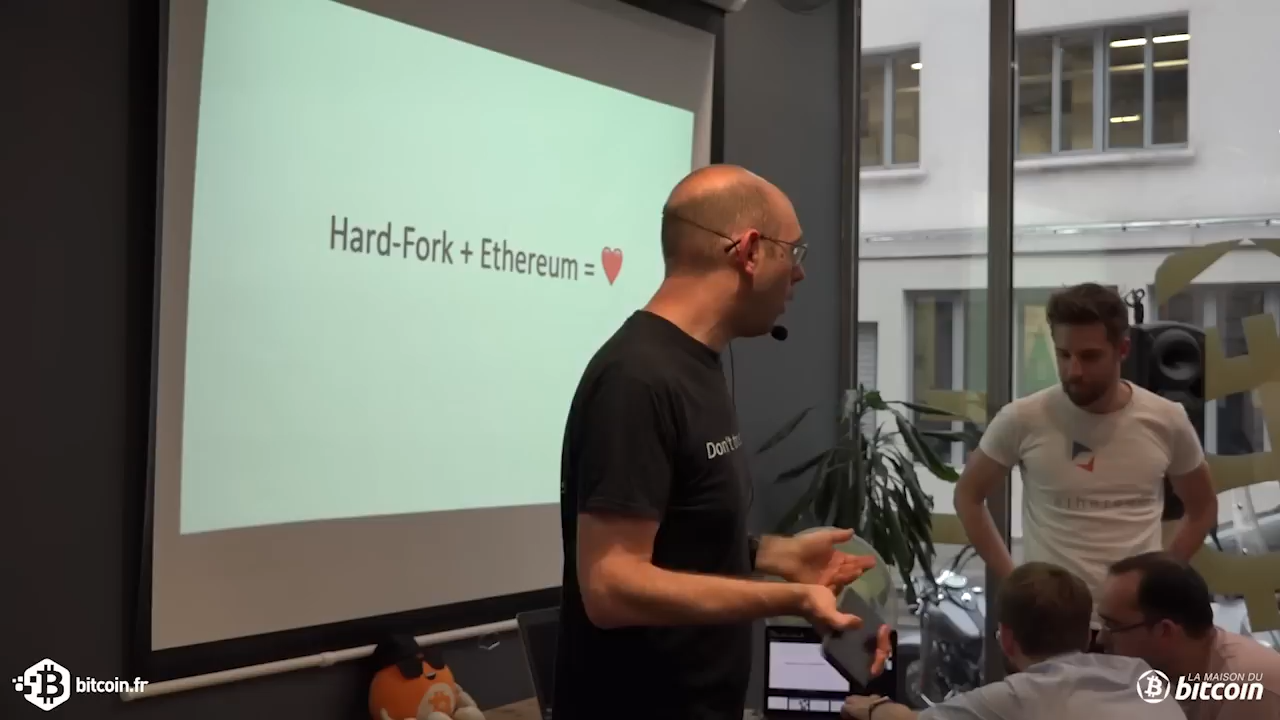 Hard-Fork + Ethereum = ❤
Don't
bitcoin.fr
LA MAISON DU
bitcoin